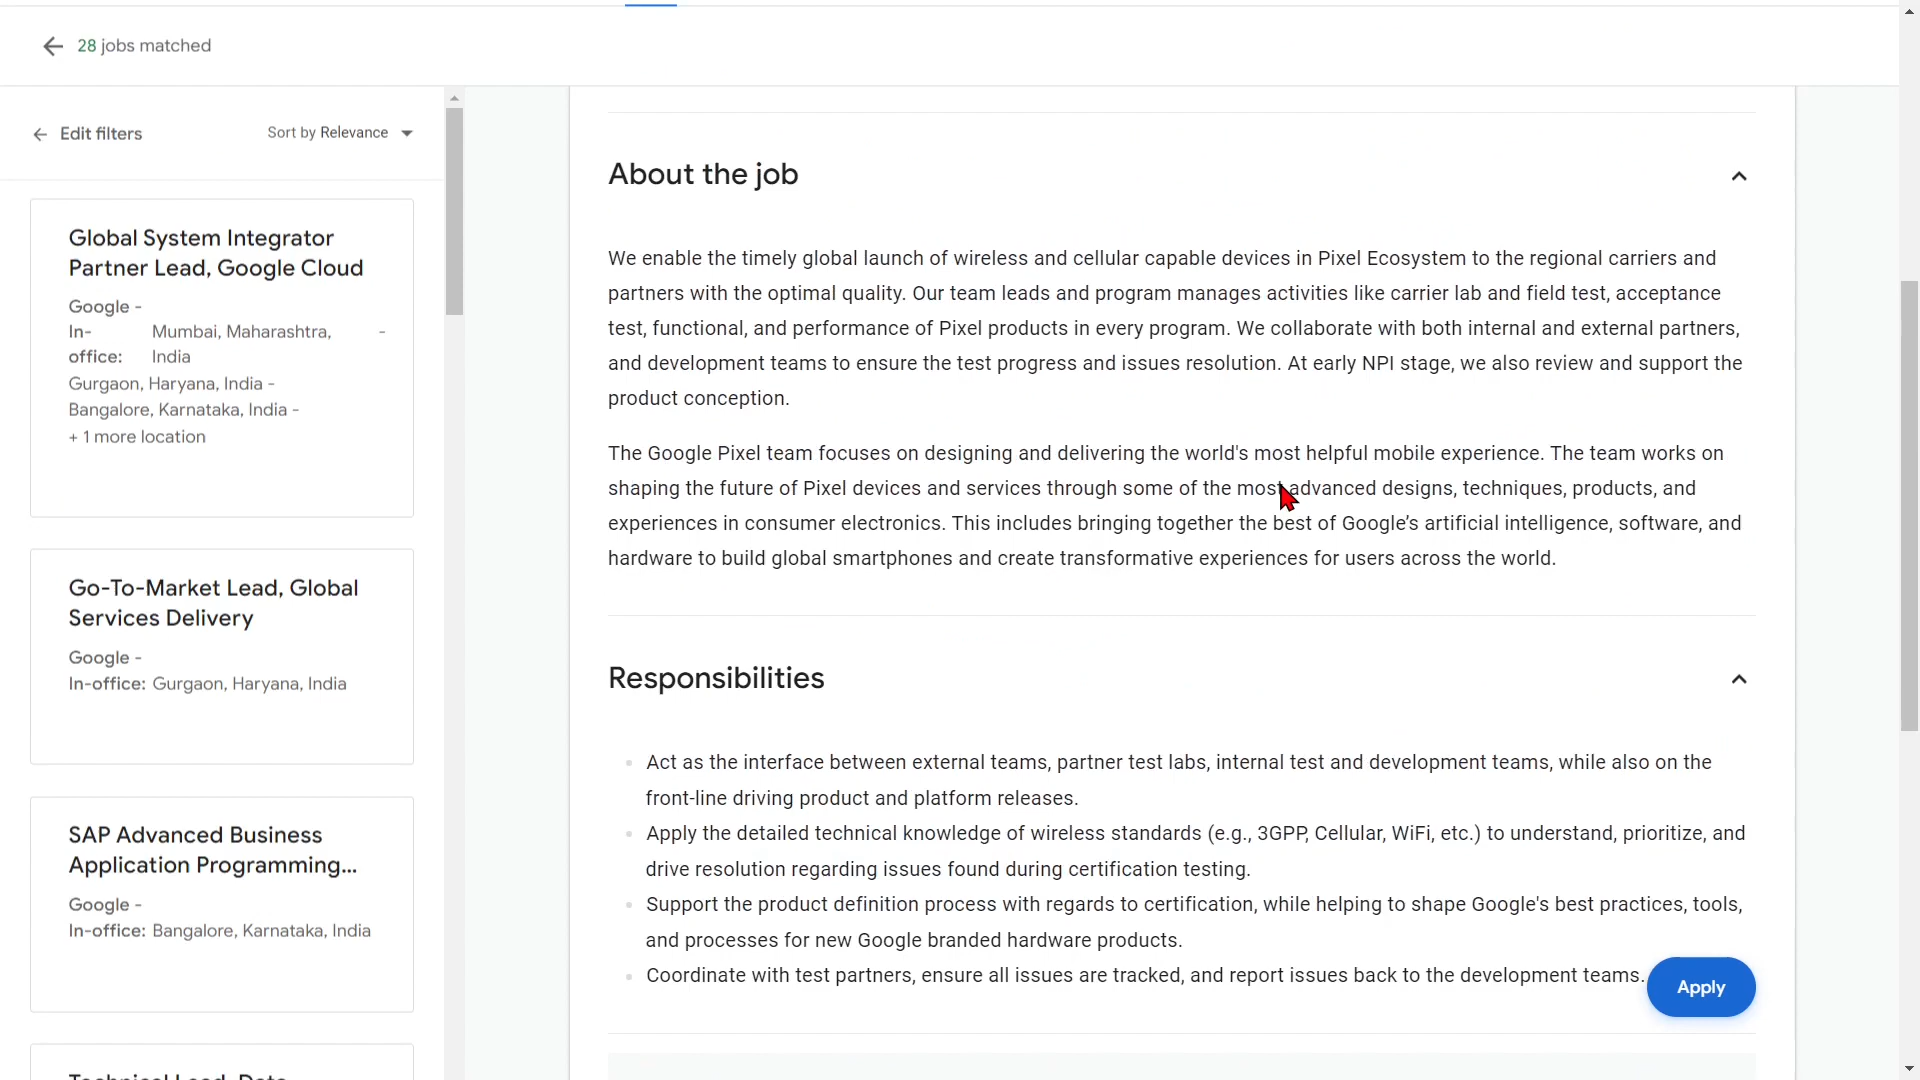 28 jobs matched
Edit filters
Sort by Relevance
Global System Integrator
Partner Lead, Google Cloud
Google -
In-office: Mumbai, Maharashtra, India -
Gurgaon, Haryana, India -
Bangalore, Karnataka, India -
+ 1 more location
Go-To-Market Lead, Global
Services Delivery
Google -
In-office: Gurgaon, Haryana, India
SAP Advanced Business
Application Programming...
Google -
In-office: Bangalore, Karnataka, India
Technical Lead, Data
About the job
We enable the timely global launch of wireless and cellular capable devices in Pixel Ecosystem to the regional carriers and
partners with the optimal quality. Our team leads and program manages activities like carrier lab and field test, acceptance
test, functional, and performance of Pixel products in every program. We collaborate with both internal and external partners,
and development teams to ensure the test progress and issues resolution. At early NPI stage, we also review and support the
product conception.
The Google Pixel team focuses on designing and delivering the world's most helpful mobile experience. The team works on
shaping the future of Pixel devices and services through some of the most advanced designs, techniques, products, and
experiences in consumer electronics. This includes bringing together the best of Google’s artificial intelligence, software, and
hardware to build global smartphones and create transformative experiences for users across the world.
Responsibilities
Act as the interface between external teams, partner test labs, internal test and development teams, while also on the
front-line driving product and platform releases.
Apply the detailed technical knowledge of wireless standards (e.g., 3GPP, Cellular, WiFi, etc.) to understand, prioritize, and
drive resolution regarding issues found during certification testing.
Support the product definition process with regards to certification, while helping to shape Google's best practices, tools,
and processes for new Google branded hardware products.
Coordinate with test partners, ensure all issues are tracked, and report issues back to the development teams.
Apply